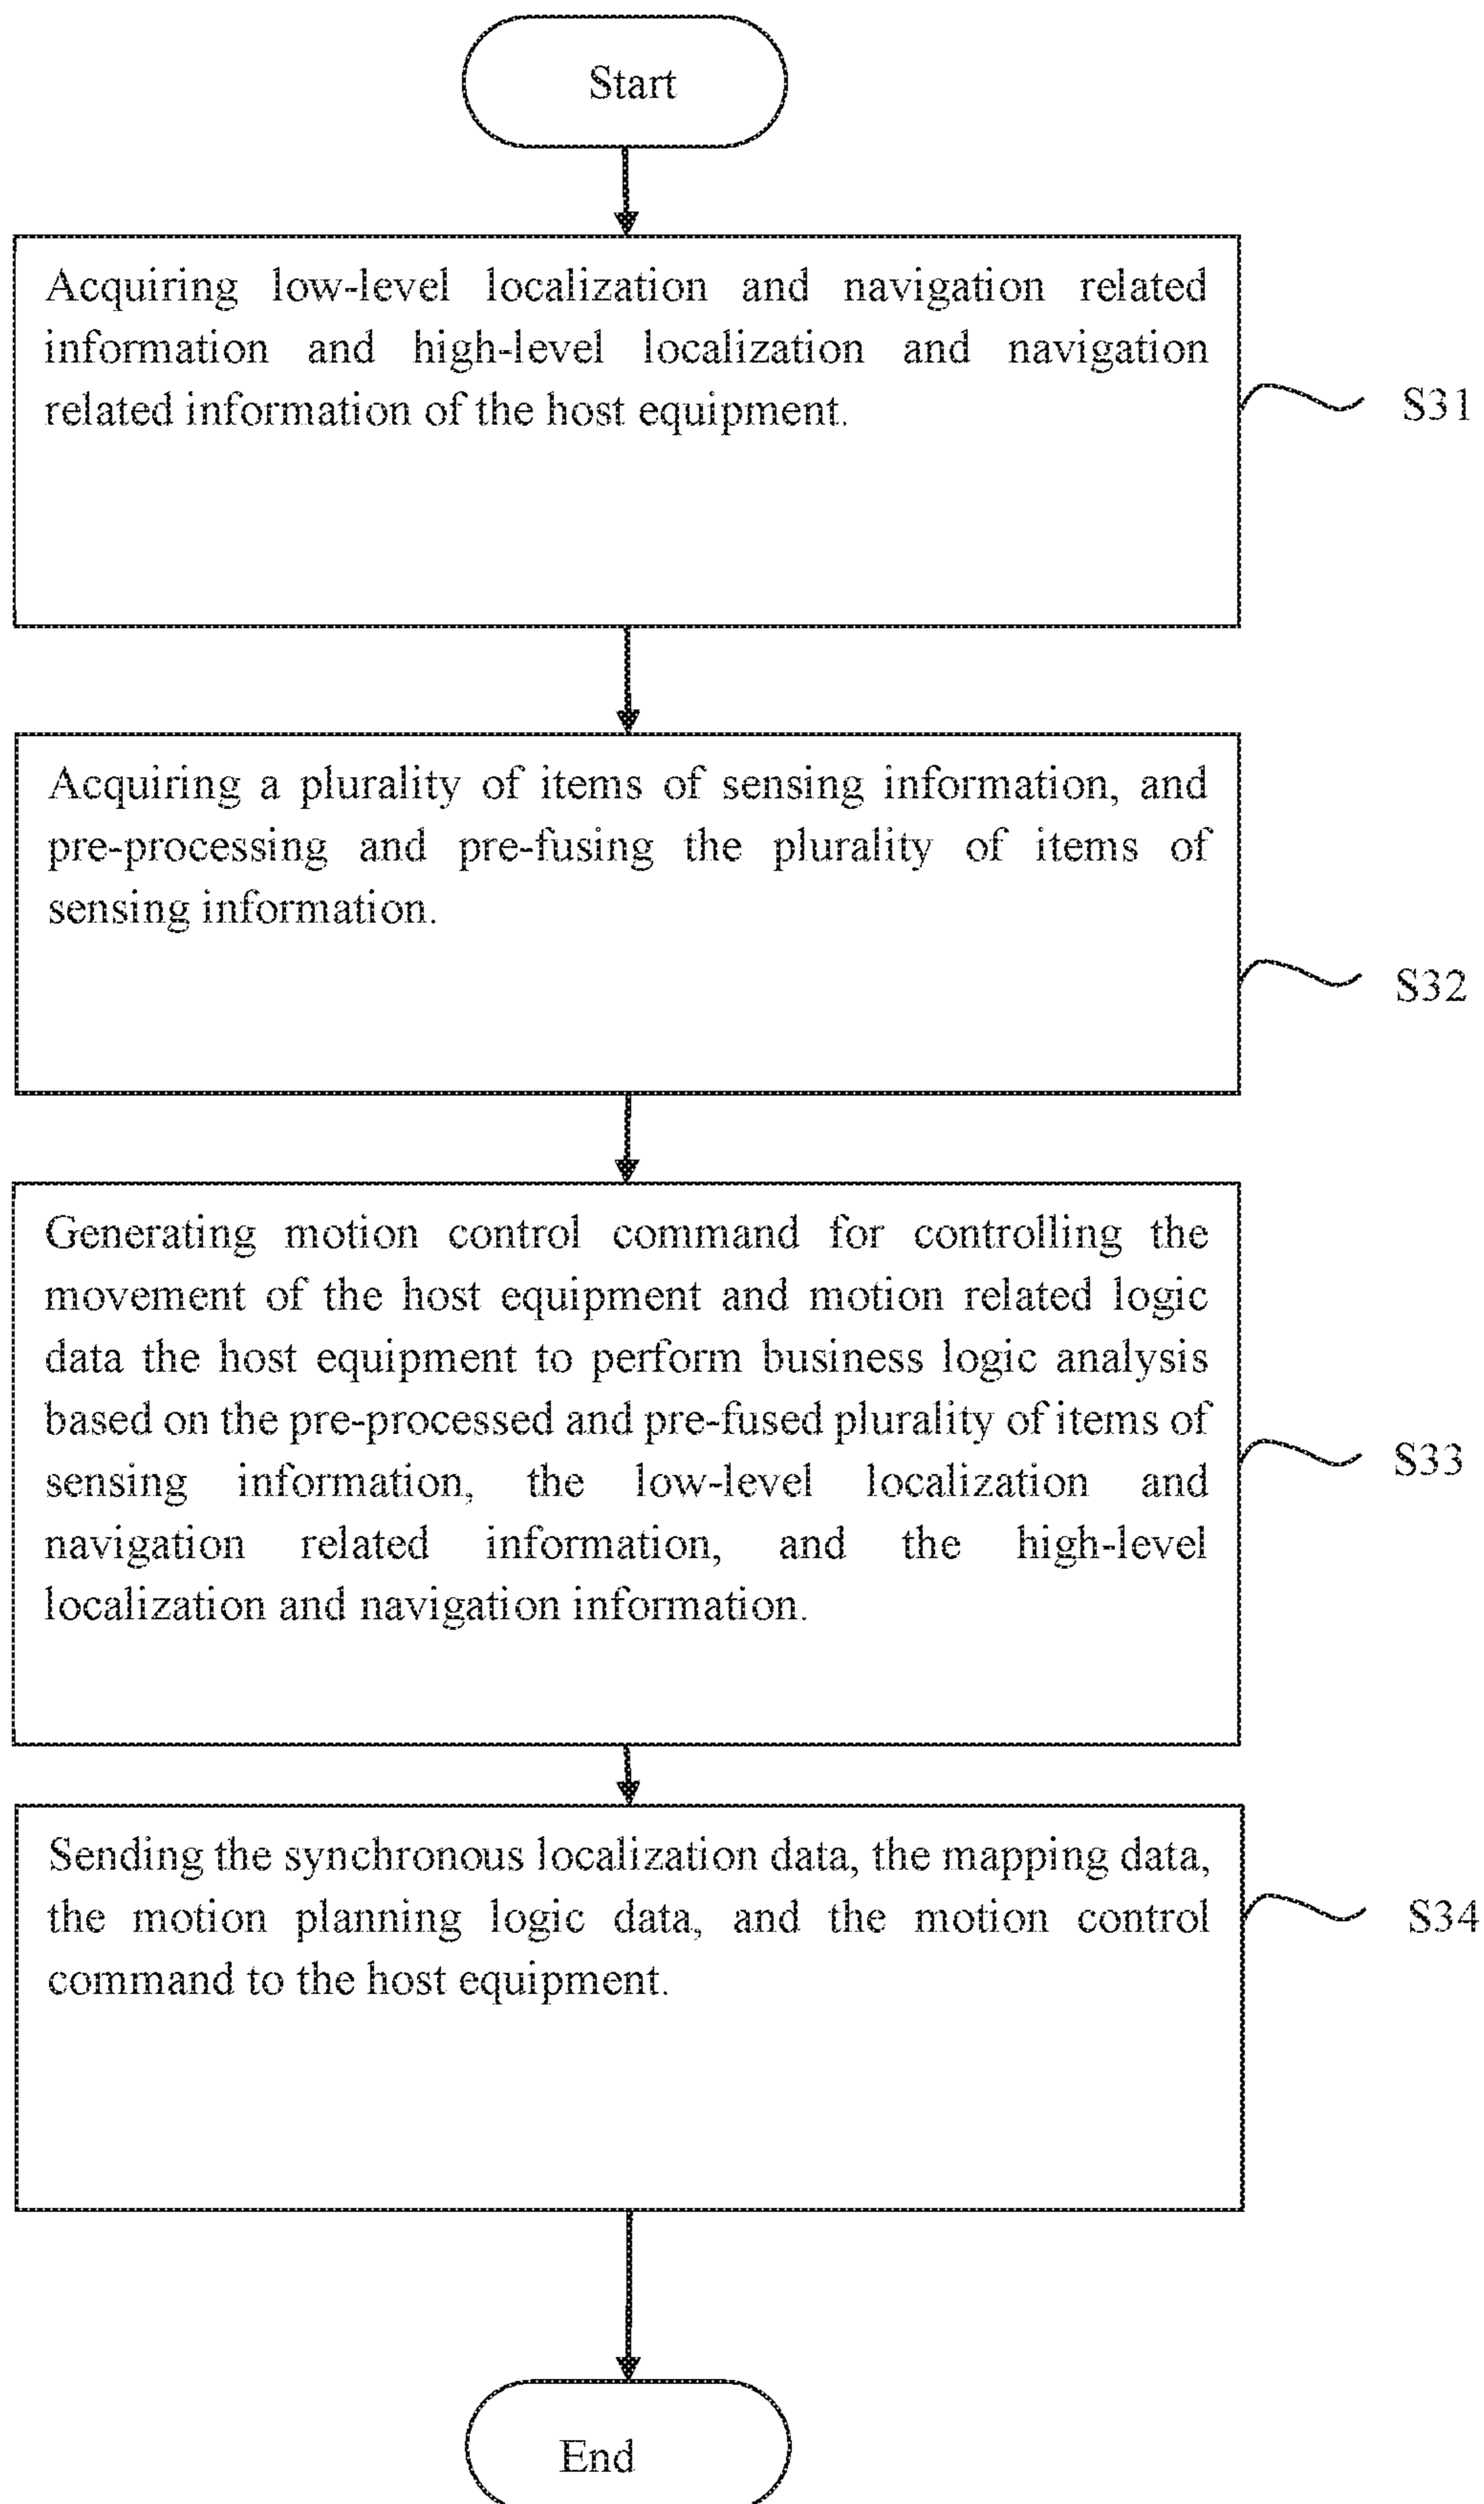 Start
Acquiring low-level localization and navigation related
information and high-level localization and navigation
related information of the host equipment.
S31
Acquiring a plurality of items of sensing information, and
pre-processing and pre-fusing the plurality of items of
sensing information.
S32
Generating motion control command for controlling the
movement of the host equipment and motion related logic
data the host equipment to perform business logic analysis
based on the pre-processed and pre-fused plurality of items of
sensing information, the low-level localization and
navigation related information, and the high-level
localization and navigation information.
S33
Sending the synchronous localization data, the mapping data,
the motion planning logic data, and the motion control
command to the host equipment.
S34
End